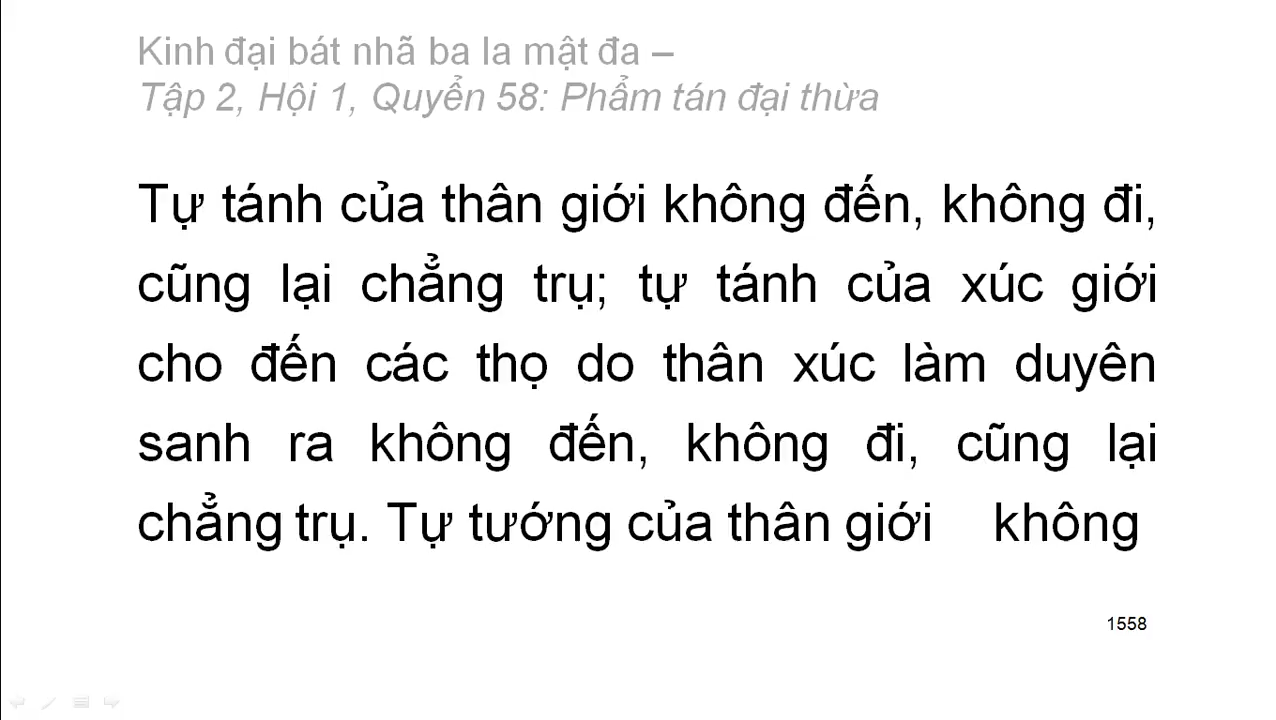 Kinh đại bát nhã ba la mật đa –
Tập 2, Hội 1, Quyển 58: Phẩm tán đại thừa
Tự tánh của thân giới không đến, không đi,
cũng lại chẳng trụ; tự tánh của xúc giới
cho đến các thọ do thân xúc làm duyên
sanh ra không đến, không đi, cũng lại
chẳng trụ. Tự tướng của thân giới không
1558